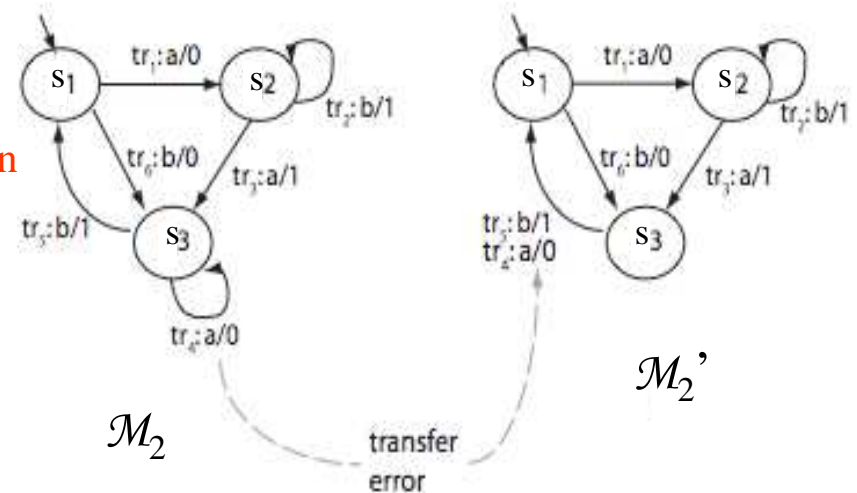 tr₁: a/0
s1
s2
tr₂: b/1
n
tr₆: b/0
tr₃: a/1
tr₅: b/1
s3
tr₄: a/0
M₂
tr₁: a/0
s1
s2
tr₂: b/1
tr₆: b/0
tr₃: a/1
tr₅: b/1
tr₄: a/0
s3
M₂’
transfer
error